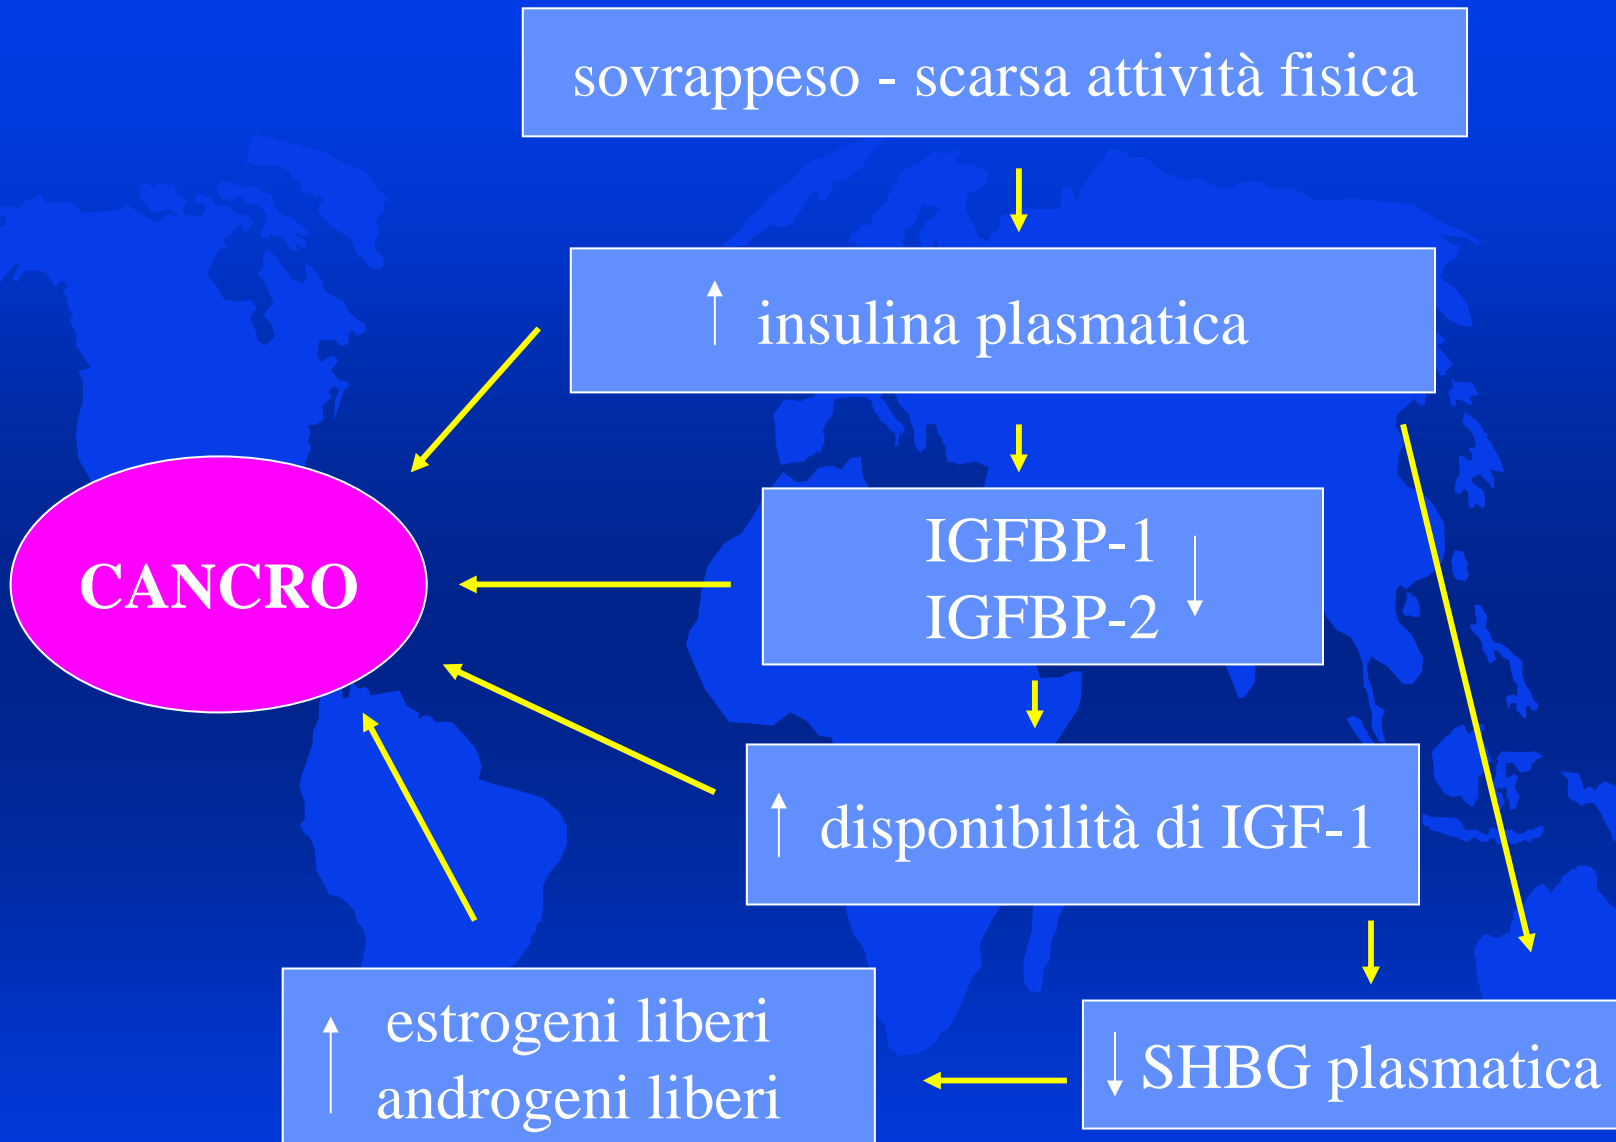 sovrappeso - scarsa attività fisica
insulina plasmatica
CANCRO
IGFBP-1
IGFBP-2
disponibilità di IGF-1
estrogeni liberi
androgeni liberi
SHBG plasmatica